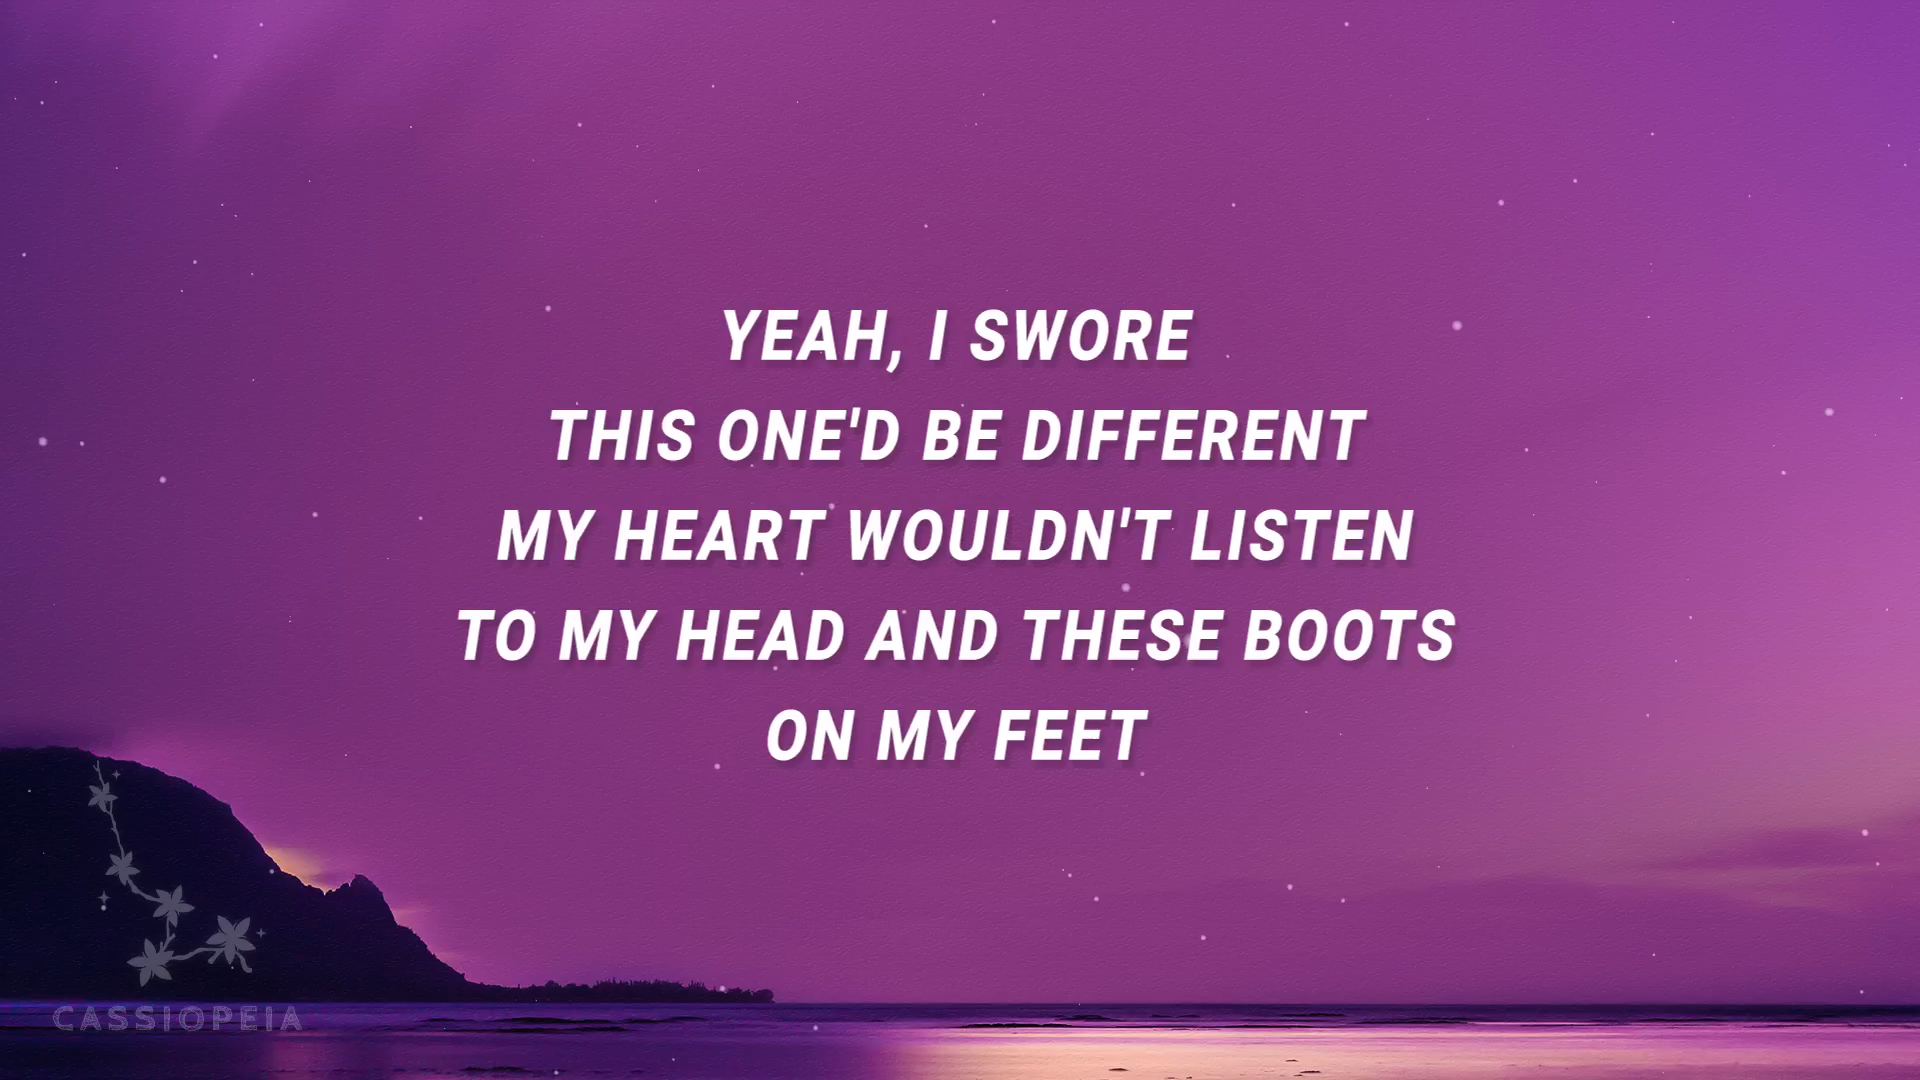 YEAH, I SWORE
THIS ONE'D BE DIFFERENT
MY HEART WOULDN'T LISTEN
TO MY HEAD AND THESE BOOTS
ON MY FEET
CASSIOPEIA